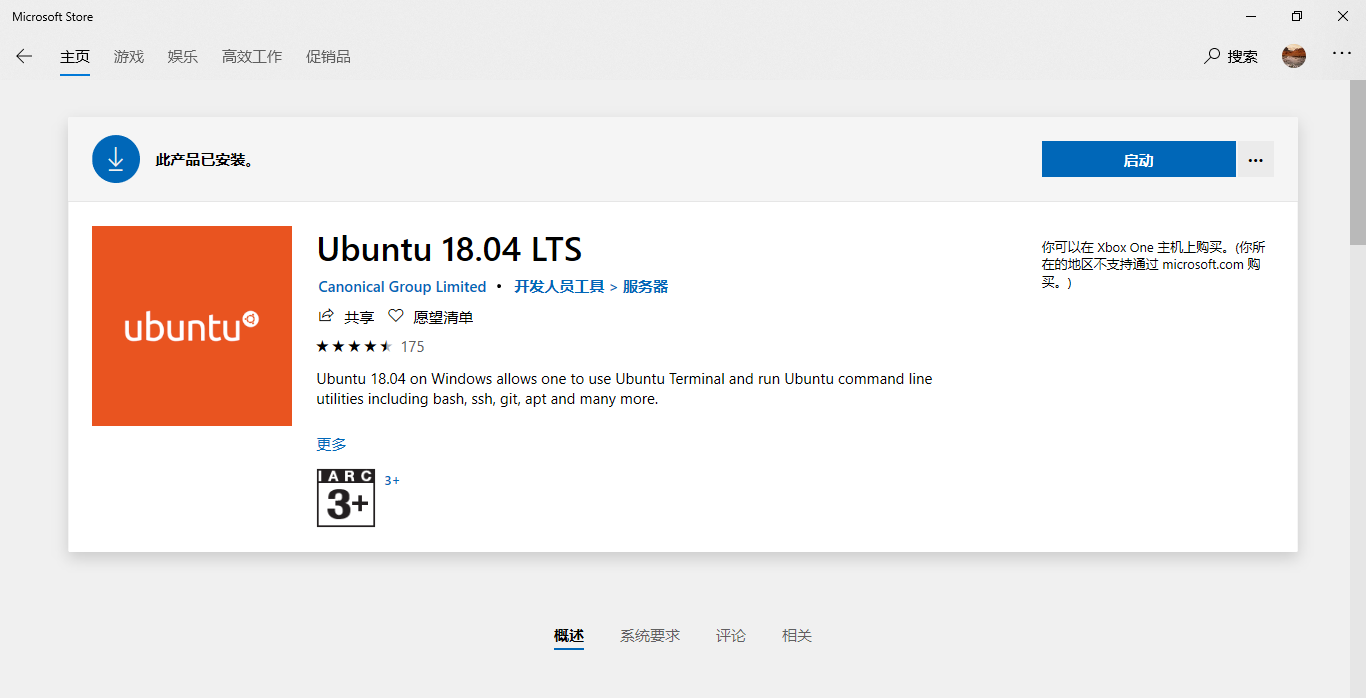 Microsoft Store
主页 游戏 娱乐 高效工作 促销品 搜索
此产品已安装。
启动
ubuntu
Ubuntu 18.04 LTS
Canonical Group Limited • 开发人员工具 > 服务器
共享 愿望清单
175
Ubuntu 18.04 on Windows allows one to use Ubuntu Terminal and run Ubuntu command line
utilities including bash, ssh, git, apt and many more.
更多
IARC
3+
3+
你可以在 Xbox One 主机上购买。(你所
在的地区不支持通过 microsoft.com 购
买。)
概述 系统要求 评论 相关